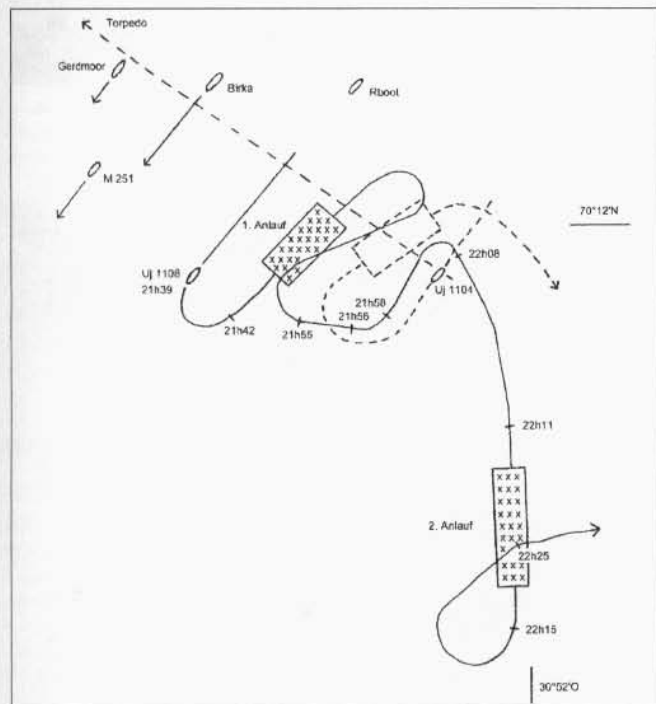 Torpedo
Gerdmoor
Birka
Rboot
M 251
1. Anlauf
70°12'N
22h08
Uj 1108
21h39
Uj 1104
21h58
21h42
21h55
21h56
22h11
2. Anlauf
22h25
22h15
30°52'O